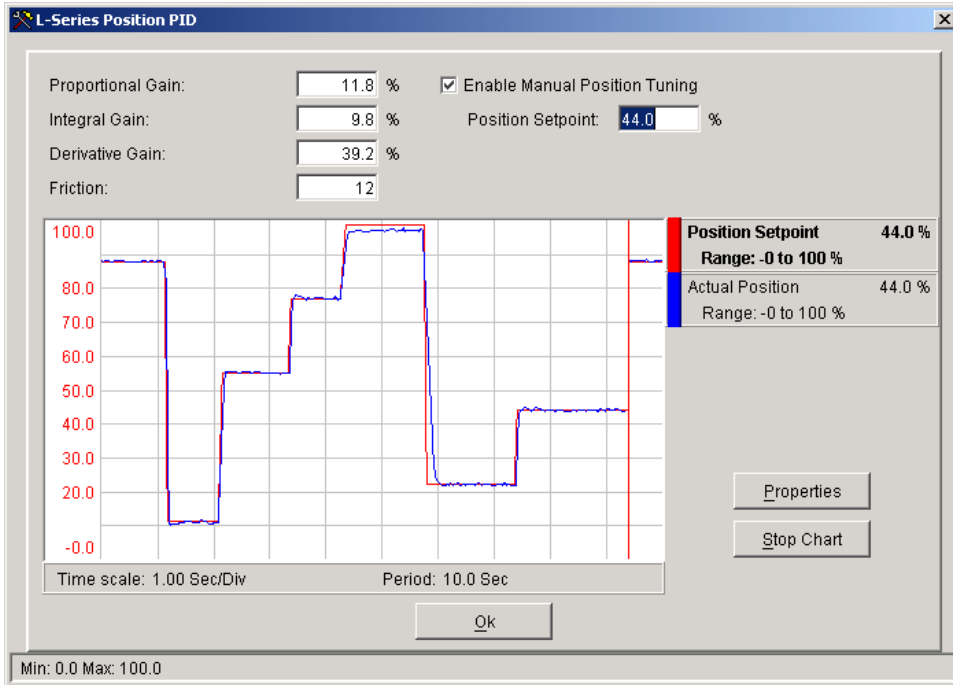 L-Series Position PID
Proportional Gain: 11.8 % Enable Manual Position Tuning
Integral Gain: 9.8 % Position Setpoint: 44.0 %
Derivative Gain: 39.2 %
Friction: 12
100.0
80.0
70.0
60.0
50.0
40.0
30.0
20.0
-0.0
Position Setpoint 44.0 %
Range: -0 to 100 %
Actual Position 44.0 %
Range: -0 to 100 %
Properties
Stop Chart
Time scale: 1.00 Sec/Div Period: 10.0 Sec
Ok
Min: 0.0 Max: 100.0